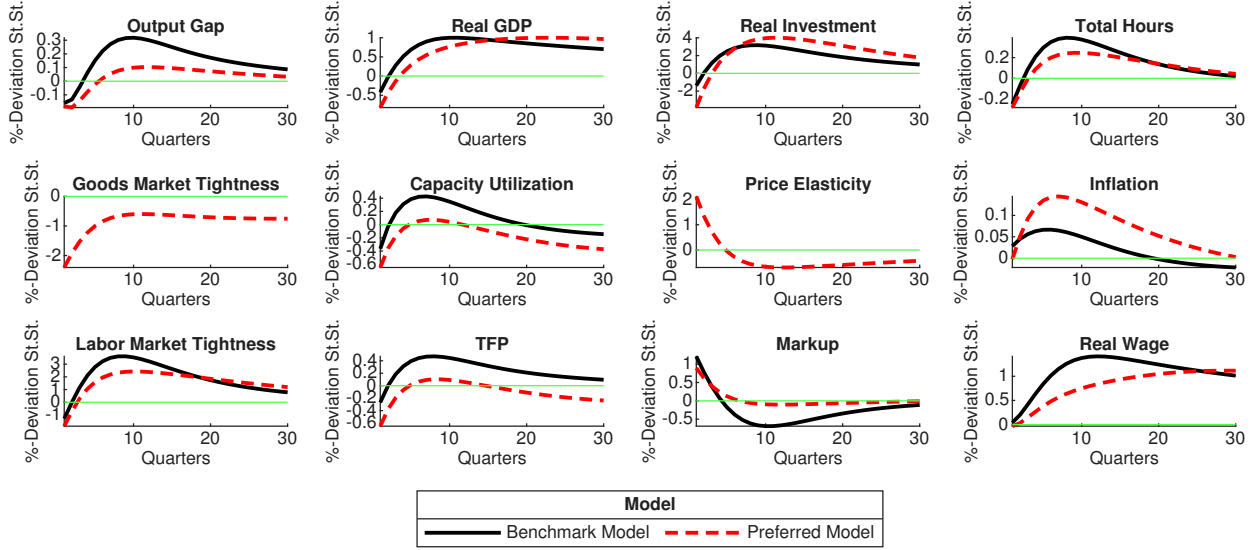 Output Gap
%-Deviation St.St.
0.3
0.1
0
-0.1
10 20 30
Quarters
Real GDP
1
0.5
0
-0.5
10 20 30
Quarters
Real Investment
4
2
0
-2
10 20 30
Quarters
Total Hours
%-Deviation St.St.
0.2
0
-0.2
10 20 30
Quarters
Goods Market Tightness
%-Deviation St.St.
0
-1
-2
10 20 30
Quarters
Capacity Utilization
%-Deviation St.St.
0.4
0.2
0
-0.2
-0.4
-0.6
10 20 30
Quarters
Price Elasticity
%-Deviation St.St.
2
1
0
10 20 30
Quarters
Inflation
%-Deviation St.St.
0.1
0.05
0
10 20 30
Quarters
Labor Market Tightness
%-Deviation St.St.
3
2
1
0
-1
10 20 30
Quarters
TFP
%-Deviation St.St.
0.4
0.2
0
-0.2
-0.4
-0.6
10 20 30
Quarters
Markup
%-Deviation St.St.
1
0.5
0
-0.5
10 20 30
Quarters
Real Wage
%-Deviation St.St.
1
0.5
0
10 20 30
Quarters
Model
Benchmark Model Preferred Model